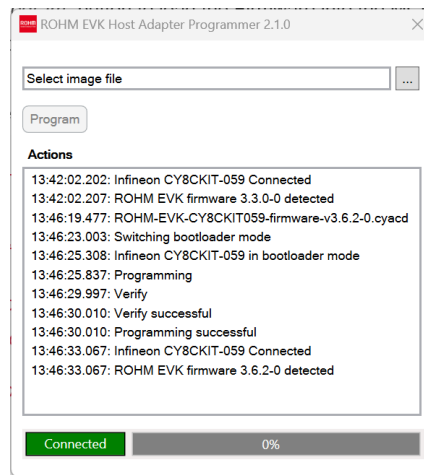 ROHM ROHM EVK Host Adapter Programmer 2.1.0
Select image file ...
Program
Actions
13:42:02.202: Infineon CY8CKIT-059 Connected
13:42:02.207: ROHM EVK firmware 3.3.0-0 detected
13:46:19.477: ROHM-EVK-CY8CKIT059-firmware-v3.6.2-0.cyacd
13:46:23.003: Switching bootloader mode
13:46:25.308: Infineon CY8CKIT-059 in bootloader mode
13:46:25.837: Programming
13:46:29.997: Verify
13:46:30.010: Verify successful
13:46:30.010: Programming successful
13:46:33.067: Infineon CY8CKIT-059 Connected
13:46:33.067: ROHM EVK firmware 3.6.2-0 detected
Connected 0%